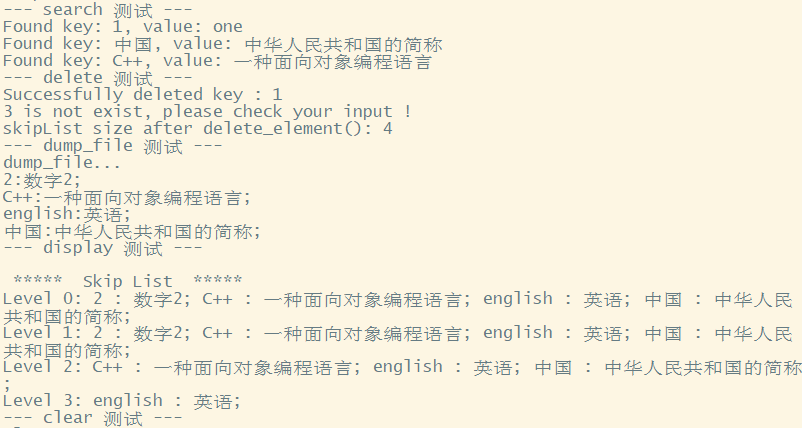 --- search 测试 ---
Found key: 1, value: one
Found key: 中国, value: 中华人民共和国的简称
Found key: C++, value: 一种面向对象编程语言
--- delete 测试 ---
Successfully deleted key : 1
3 is not exist, please check your input !
skipList size after delete_element(): 4
--- dump_file 测试 ---
dump_file...
2:数字2;
C++:一种面向对象编程语言;
english:英语;
中国:中华人民共和国的简称;
--- display 测试 ---
 *****  Skip List  *****
Level 0: 2 : 数字2; C++ : 一种面向对象编程语言; english : 英语; 中国 : 中华人民
共和国的简称;
Level 1: 2 : 数字2; C++ : 一种面向对象编程语言; english : 英语; 中国 : 中华人民
共和国的简称;
Level 2: C++ : 一种面向对象编程语言; english : 英语; 中国 : 中华人民共和国的简称
;
Level 3: english : 英语;
--- clear 测试 ---